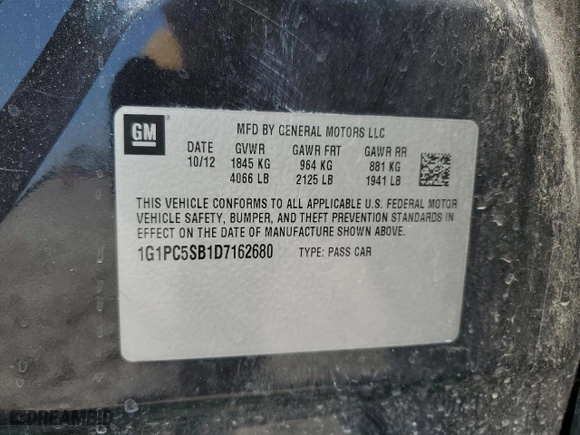 GM
MFD BY GENERAL MOTORS LLC
DATE GVWR GAWR FRT GAWR RR
10/12 1845 KG 964 KG 881 KG
4066 LB 2125 LB 1941 LB
THIS VEHICLE CONFORMS TO ALL APPLICABLE U.S. FEDERAL MOTOR
VEHICLE SAFETY, BUMPER, AND THEFT PREVENTION STANDARDS IN
EFFECT ON THE DATE OF MANUFACTURE SHOWN ABOVE.
1G1PC5SB1D7162680 TYPE: PASS CAR
DREAMBID